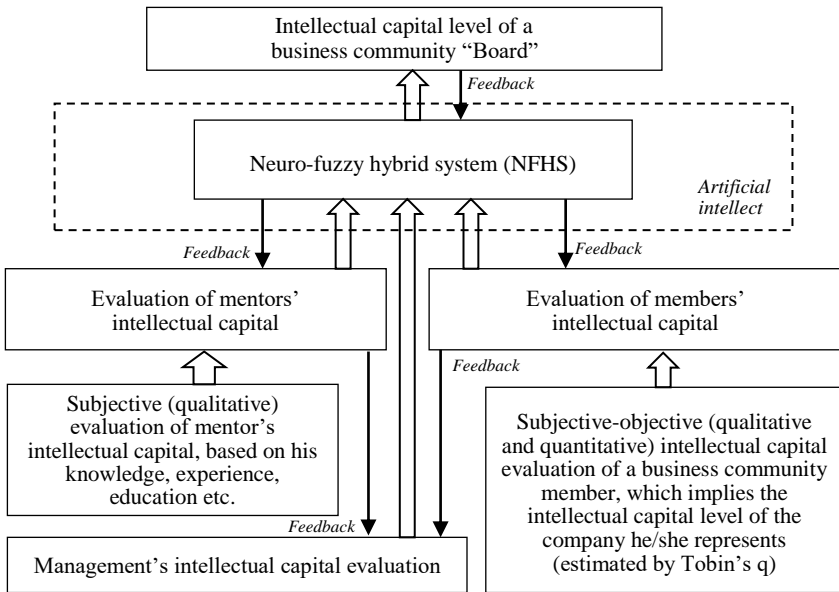 Intellectual capital level of a
business community “Board”
Feedback
Neuro-fuzzy hybrid system (NFHS)
Artificial
intellect
Feedback
Feedback
Evaluation of mentors’
intellectual capital
Evaluation of members’
intellectual capital
Feedback
Subjective (qualitative)
evaluation of mentor’s
intellectual capital, based on his
knowledge, experience,
education etc.
Subjective-objective (qualitative
and quantitative) intellectual capital
evaluation of a business community
member, which implies the
intellectual capital level of the
company he/she represents
(estimated by Tobin’s q)
Feedback
Management’s intellectual capital evaluation